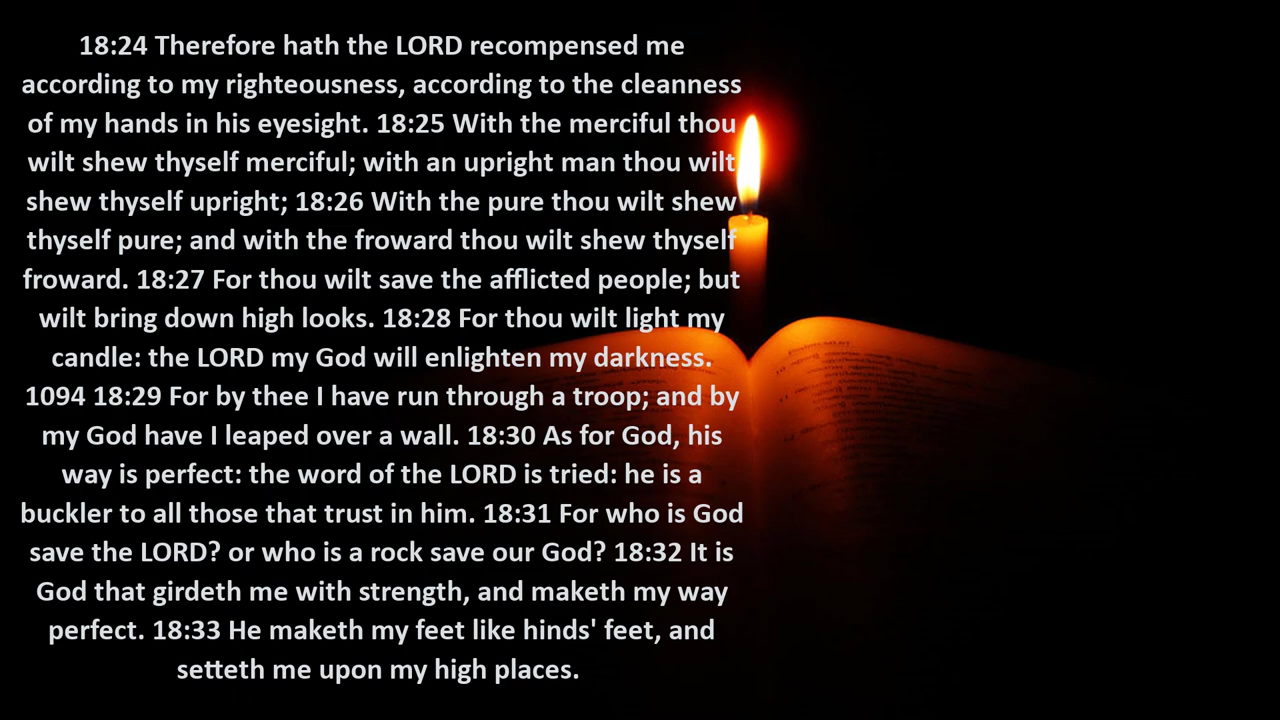 18:24 Therefore hath the LORD recompensed me
according to my righteousness, according to the cleanness
of my hands in his eyesight. 18:25 With the merciful thou
wilt shew thyself merciful; with an upright man thou wilt
shew thyself upright; 18:26 With the pure thou wilt shew
thyself pure; and with the froward thou wilt shew thyself
froward. 18:27 For thou wilt save the afflicted people; but
wilt bring down high looks. 18:28 For thou wilt light my
candle: the LORD my God will enlighten my darkness.
1094 18:29 For by thee I have run through a troop; and by
my God have I leaped over a wall. 18:30 As for God, his
way is perfect: the word of the LORD is tried: he is a
buckler to all those that trust in him. 18:31 For who is God
save the LORD? or who is a rock save our God? 18:32 It is
God that girdeth me with strength, and maketh my way
perfect. 18:33 He maketh my feet like hinds' feet, and
setteth me upon my high places.